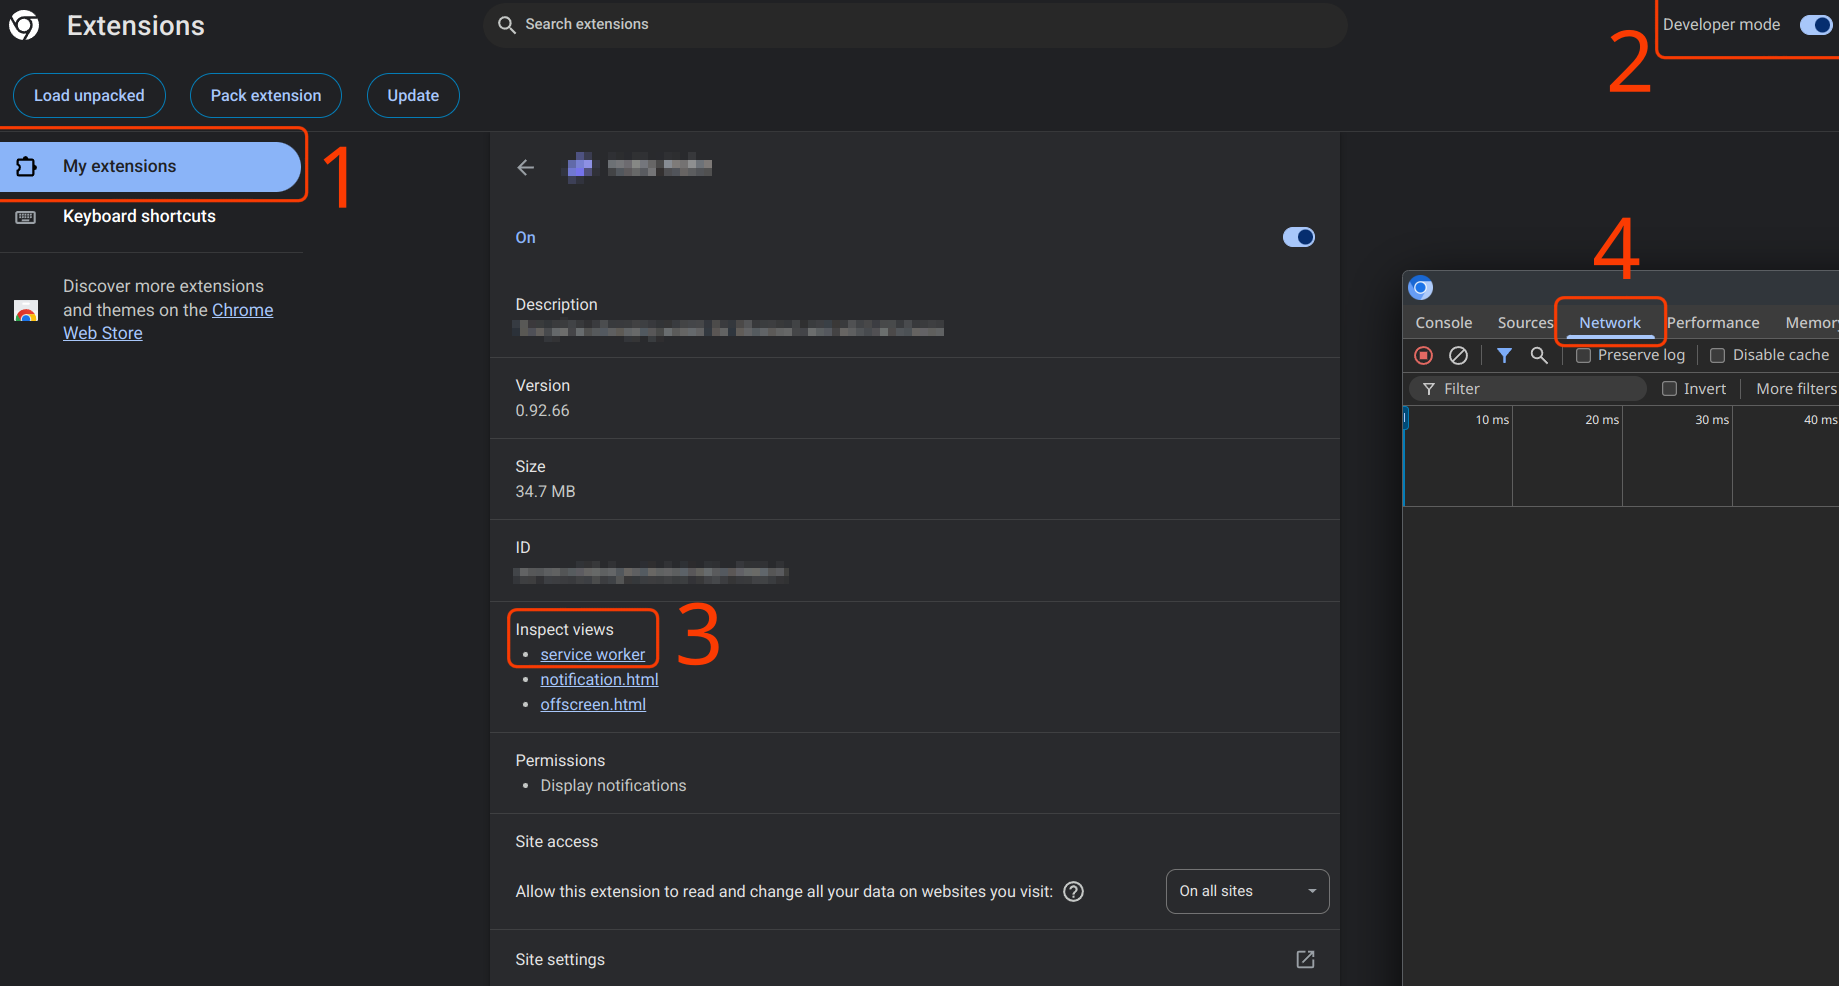 Extensions
Search extensions
Developer mode
2
Load unpacked
Pack extension
Update
My extensions
1
Keyboard shortcuts
Discover more extensions
and themes on the Chrome
Web Store
On
Description
Version
0.92.66
Size
34.7 MB
ID
Inspect views
3
service worker
notification.html
offscreen.html
Permissions
Display notifications
Site access
Allow this extension to read and change all your data on websites you visit:
On all sites
Site settings
4
Console Sources Network Performance Memory
Preserve log Disable cache
Filter Invert More filters
10 ms 20 ms 30 ms 40 ms